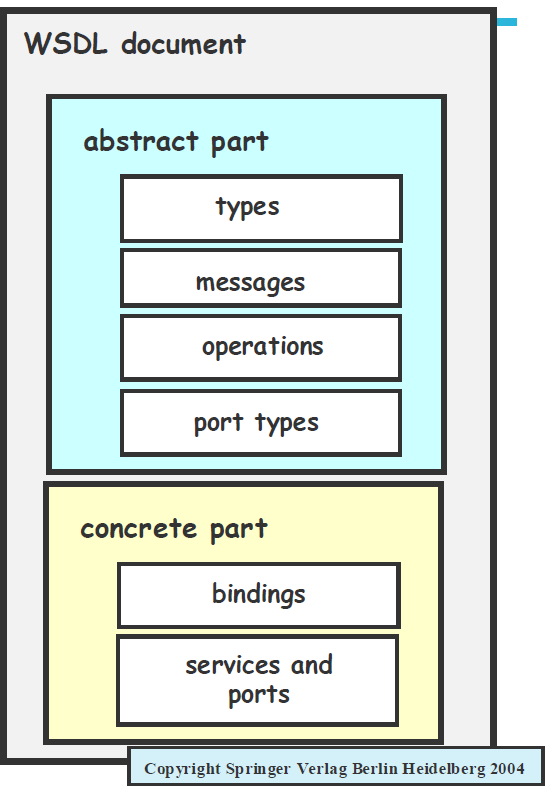 WSDL document
abstract part
types
messages
operations
port types
concrete part
bindings
services and
ports
Copyright Springer Verlag Berlin Heidelberg 2004